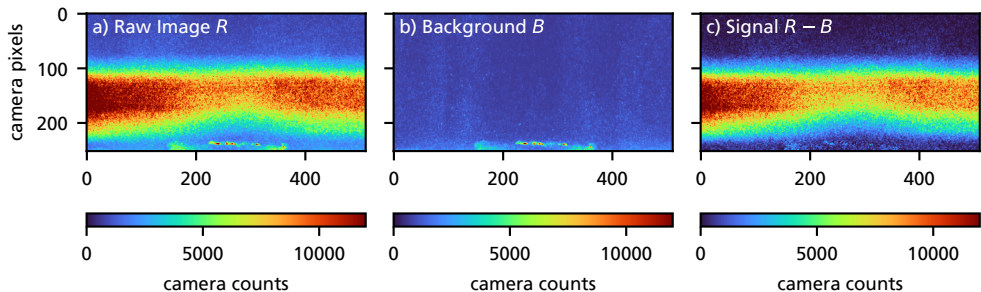 a) Raw Image R
b) Background B
c) Signal R − B
camera pixels
0
100
200
0 200 400
0 200 400
0 200 400
0 5000 10000
0 5000 10000
0 5000 10000
camera counts
camera counts
camera counts